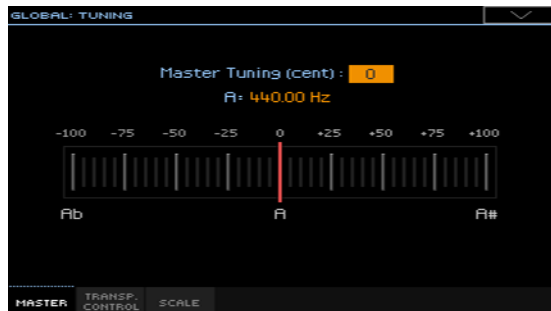 GLOBAL: TUNING
Master Tuning (cent) : 0
A: 440.00 Hz
-100 -75 -50 -25 0 +25 +50 +75 +100
Ab A A#
MASTER TRANSP. CONTROL SCALE